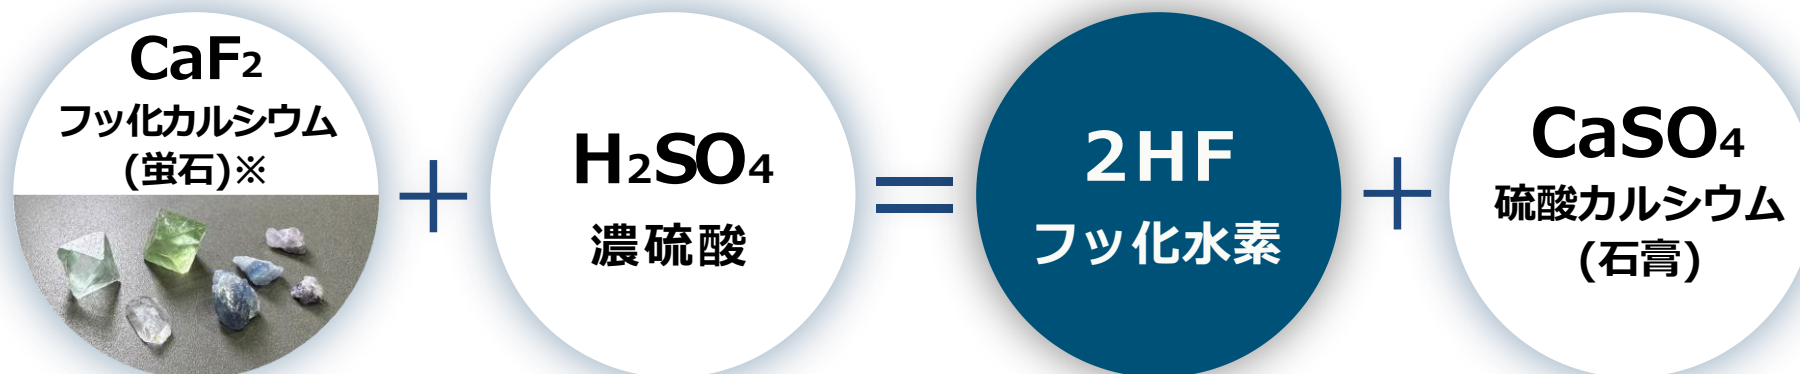 CaF₂
フッ化カルシウム
(蛍石)※
+
H₂SO₄
濃硫酸
=
2HF
フッ化水素
+
CaSO₄
硫酸カルシウム
(石膏)